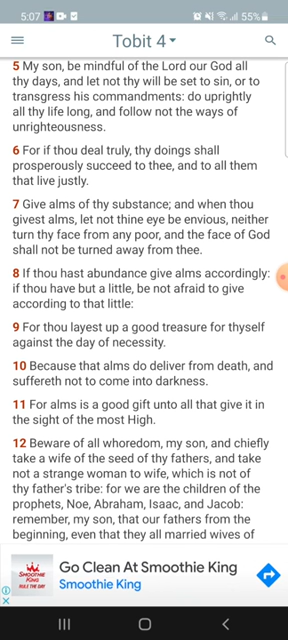 5:07 55%
Tobit 4
5 My son, be mindful of the Lord our God all
thy days, and let not thy will be set to sin, or to
transgress his commandments: do uprightly
all thy life long, and follow not the ways of
unrighteousness.
6 For if thou deal truly, thy doings shall
prosperously succeed to thee, and to all them
that live justly.
7 Give alms of thy substance; and when thou
givest alms, let not thine eye be envious, neither
turn thy face from any poor, and the face of God
shall not be turned away from thee.
8 If thou hast abundance give alms accordingly:
if thou have but a little, be not afraid to give
according to that little:
9 For thou layest up a good treasure for thyself
against the day of necessity.
10 Because that alms do deliver from death, and
suffereth not to come into darkness.
11 For alms is a good gift unto all that give it in
the sight of the most High.
12 Beware of all whoredom, my son, and chiefly
take a wife of the seed of thy fathers, and take
not a strange woman to wife, which is not of
thy father's tribe: for we are the children of the
prophets, Noe, Abraham, Isaac, and Jacob:
remember, my son, that our fathers from the
beginning, even that they all married wives of
SMOOTHIE
KING
RULE THE DAY
Go Clean At Smoothie King
Smoothie King